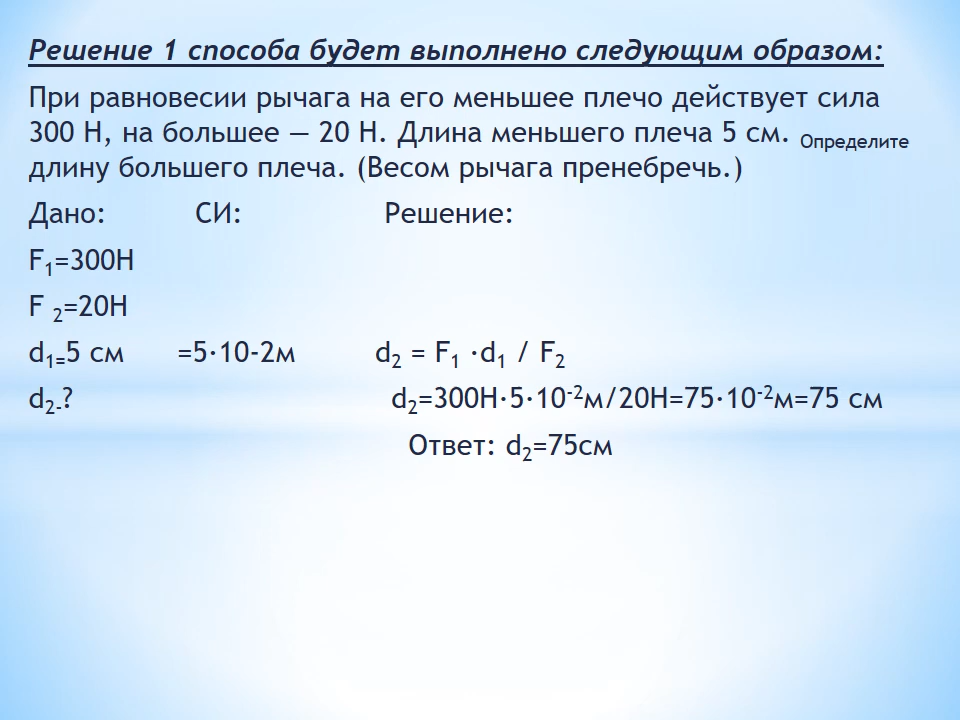 Решение 1 способа будет выполнено следующим образом:
При равновесии рычага на его меньшее плечо действует сила
300 Н, на большее — 20 Н. Длина меньшего плеча 5 см. Определите
длину большего плеча. (Весом рычага пренебречь.)
Дано: СИ: Решение:
F₁=300Н
F ₂=20Н
d₁₌5 см =5·10-2м d₂ = F₁ ·d₁ / F₂
d₂₋? d₂=300Н·5·10⁻²м/20Н=75·10⁻²м=75 см
Ответ: d₂=75см